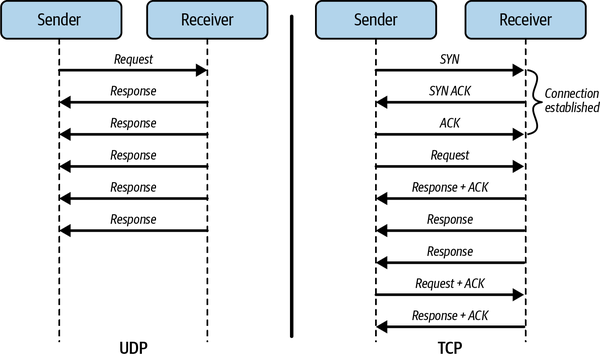 Sender
Receiver
Request
Response
Response
Response
Response
Response
UDP
Sender
Receiver
SYN
SYN ACK
ACK
Connection
established
Request
Response + ACK
Response
Response
Request + ACK
Response + ACK
TCP